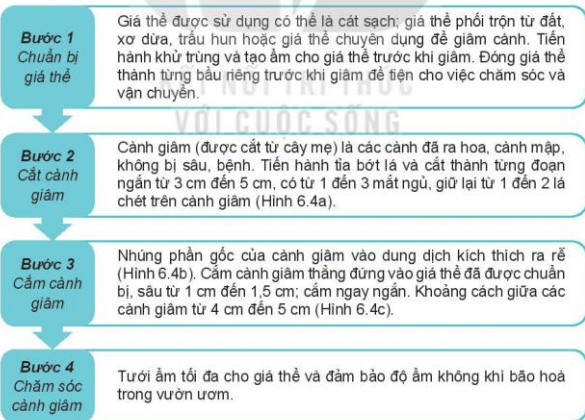 Bước 1
Chuẩn bị
giá thể
Giá thể được sử dụng có thể là cát sạch; giá thể phối trộn từ đất,
xơ dừa, trấu hun hoặc giá thể chuyên dụng để giâm cành. Tiến
hành khử trùng và tạo ẩm cho giá thể trước khi giâm. Đóng giá thể
thành từng bầu riêng trước khi giâm để tiện cho việc chăm sóc và
vận chuyển.
KẾT NỐI TRI THỨC
VỚI CUỘC SỐNG
Bước 2
Cắt cành
giâm
Cành giâm (được cắt từ cây mẹ) là các cành đã ra hoa, cành mập,
không bị sâu, bệnh. Tiến hành tỉa bớt lá và cắt thành từng đoạn
ngắn từ 3 cm đến 5 cm, có từ 1 đến 3 mắt ngủ, giữ lại từ 1 đến 2 lá
chét trên cành giâm (Hình 6.4a).
Bước 3
Cắm cành
giâm
Nhúng phần gốc của cành giâm vào dung dịch kích thích ra rễ
(Hình 6.4b). Cắm cành giâm thẳng đứng vào giá thể đã được chuẩn
bị, sâu từ 1 cm đến 1,5 cm; cắm ngay ngắn. Khoảng cách giữa các
cành giâm từ 4 cm đến 5 cm (Hình 6.4c).
Bước 4
Chăm sóc
cành giâm
Tưới ẩm tối đa cho giá thể và đảm bảo độ ẩm không khí bão hoà
trong vườn ươm.